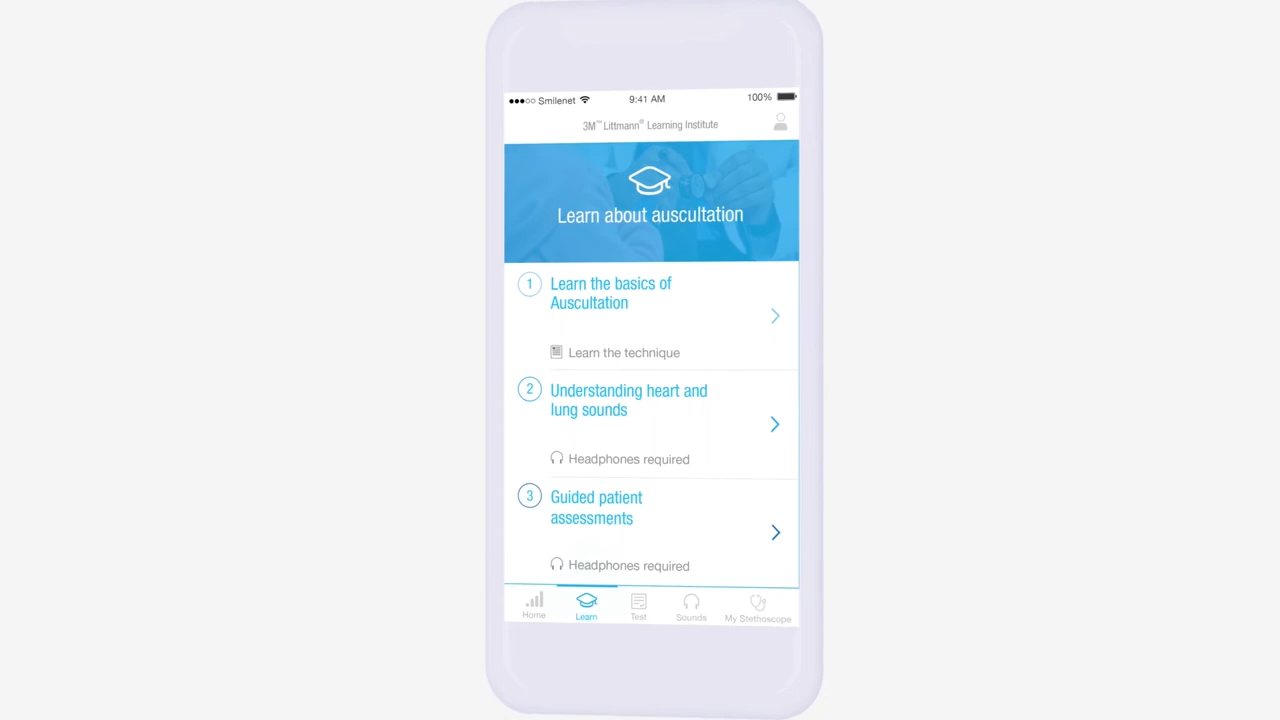 ●●●○○ Smilenet 9:41 AM 100%
3M™ Littmann® Learning Institute
Learn about auscultation
1 Learn the basics of
Auscultation
Learn the technique
2 Understanding heart and
lung sounds
Headphones required
3 Guided patient
assessments
Headphones required
Home Learn Test Sounds My Stethoscope